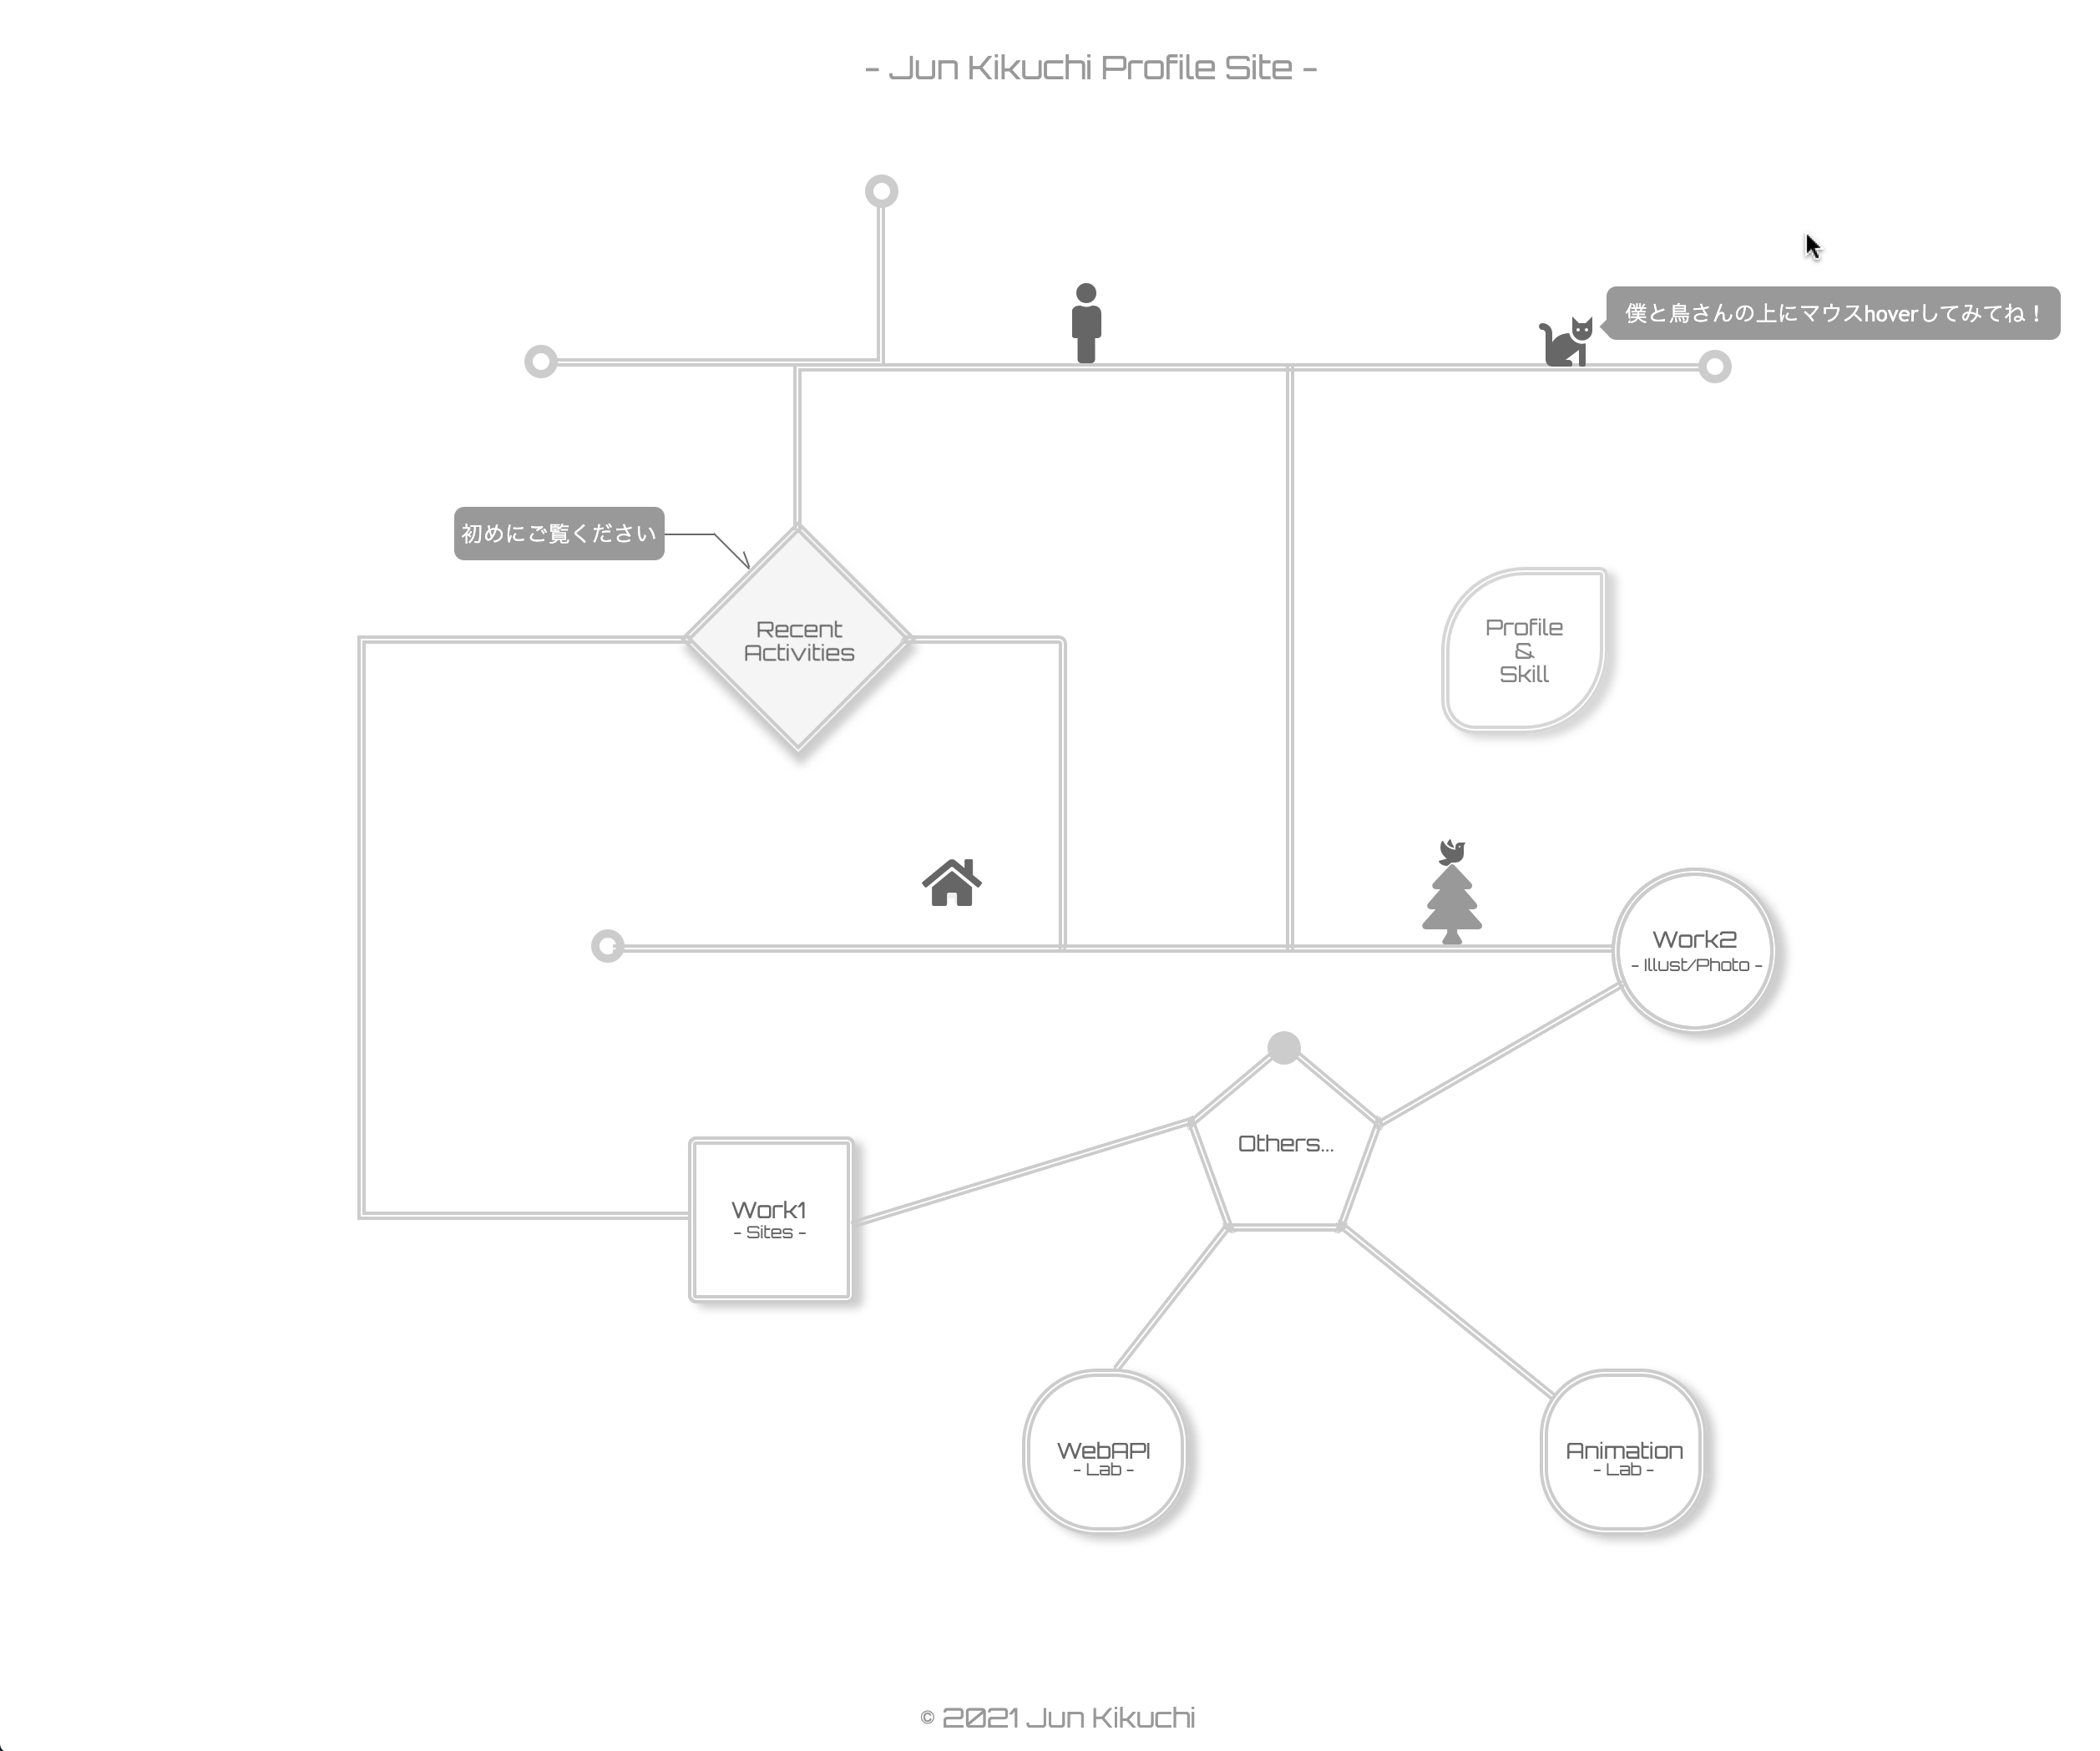 - Jun Kikuchi Profile Site -
僕と鳥さんの上にマウスhoverしてみてね！
初めにご覧ください
Recent
Activities
Profile
&
Skill
Work2
- Illust/Photo -
Others...
Work1
- Sites -
WebAPI
- Lab -
Animation
- Lab -
© 2021 Jun Kikuchi